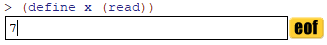 > (define x (read))
7
eof